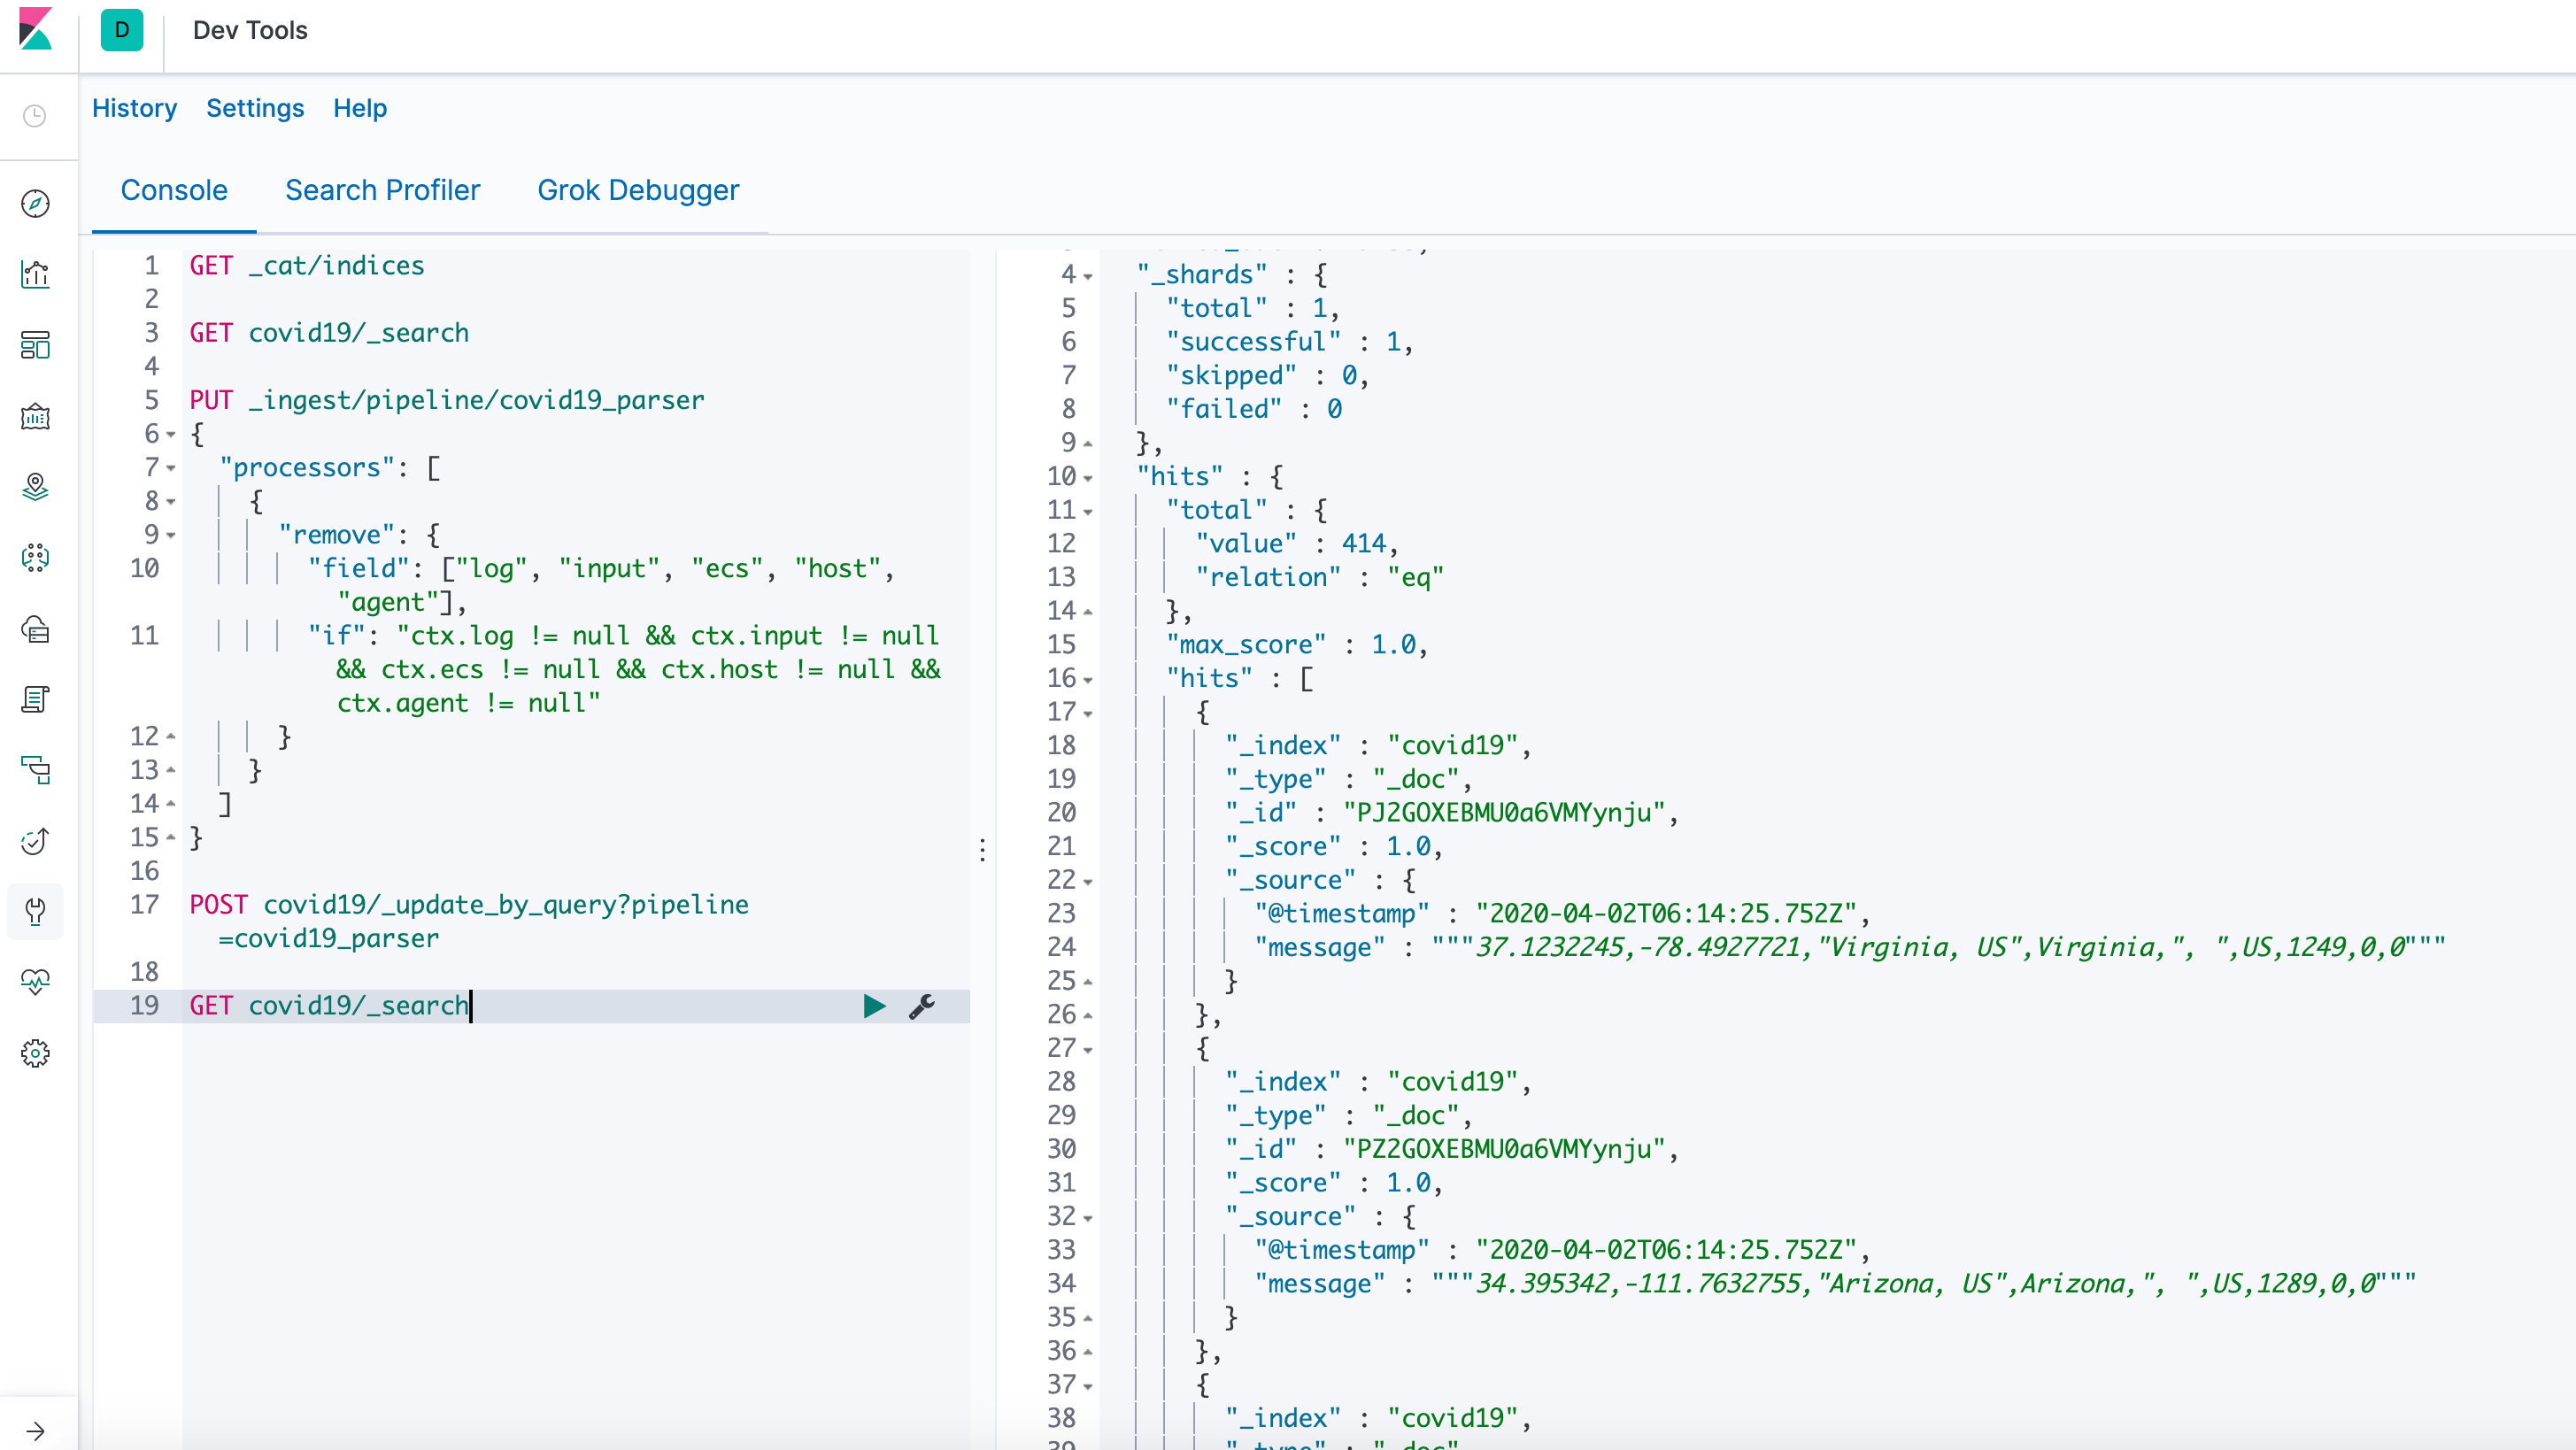 D
Dev Tools
History Settings Help
Console Search Profiler Grok Debugger
1 GET _cat/indices
2
3 GET covid19/_search
4
5 PUT _ingest/pipeline/covid19_parser
6 {
7 "processors": [
8 {
9 "remove": {
10 "field": ["log", "input", "ecs", "host",
"agent"],
11 "if": "ctx.log != null && ctx.input != null
&& ctx.ecs != null && ctx.host != null &&
ctx.agent != null"
12 }
13 }
14 ]
15 }
16
17 POST covid19/_update_by_query?pipeline
=covid19_parser
18
19 GET covid19/_search
4 "_shards" : {
5 "total" : 1,
6 "successful" : 1,
7 "skipped" : 0,
8 "failed" : 0
9 },
10 "hits" : {
11 "total" : {
12 "value" : 414,
13 "relation" : "eq"
14 },
15 "max_score" : 1.0,
16 "hits" : [
17 {
18 "_index" : "covid19",
19 "_type" : "_doc",
20 "_id" : "PJ2GOXEBMU0a6VMYynju",
21 "_score" : 1.0,
22 "_source" : {
23 "@timestamp" : "2020-04-02T06:14:25.752Z",
24 "message" : """37.1232245,-78.4927721,"Virginia, US",Virginia,", ",US,1249,0,0"""
25 }
26 },
27 {
28 "_index" : "covid19",
29 "_type" : "_doc",
30 "_id" : "PZ2GOXEBMU0a6VMYynju",
31 "_score" : 1.0,
32 "_source" : {
33 "@timestamp" : "2020-04-02T06:14:25.752Z",
34 "message" : """34.395342,-111.7632755,"Arizona, US",Arizona,", ",US,1289,0,0"""
35 }
36 },
37 {
38 "_index" : "covid19",
39 "_type" : "_doc"